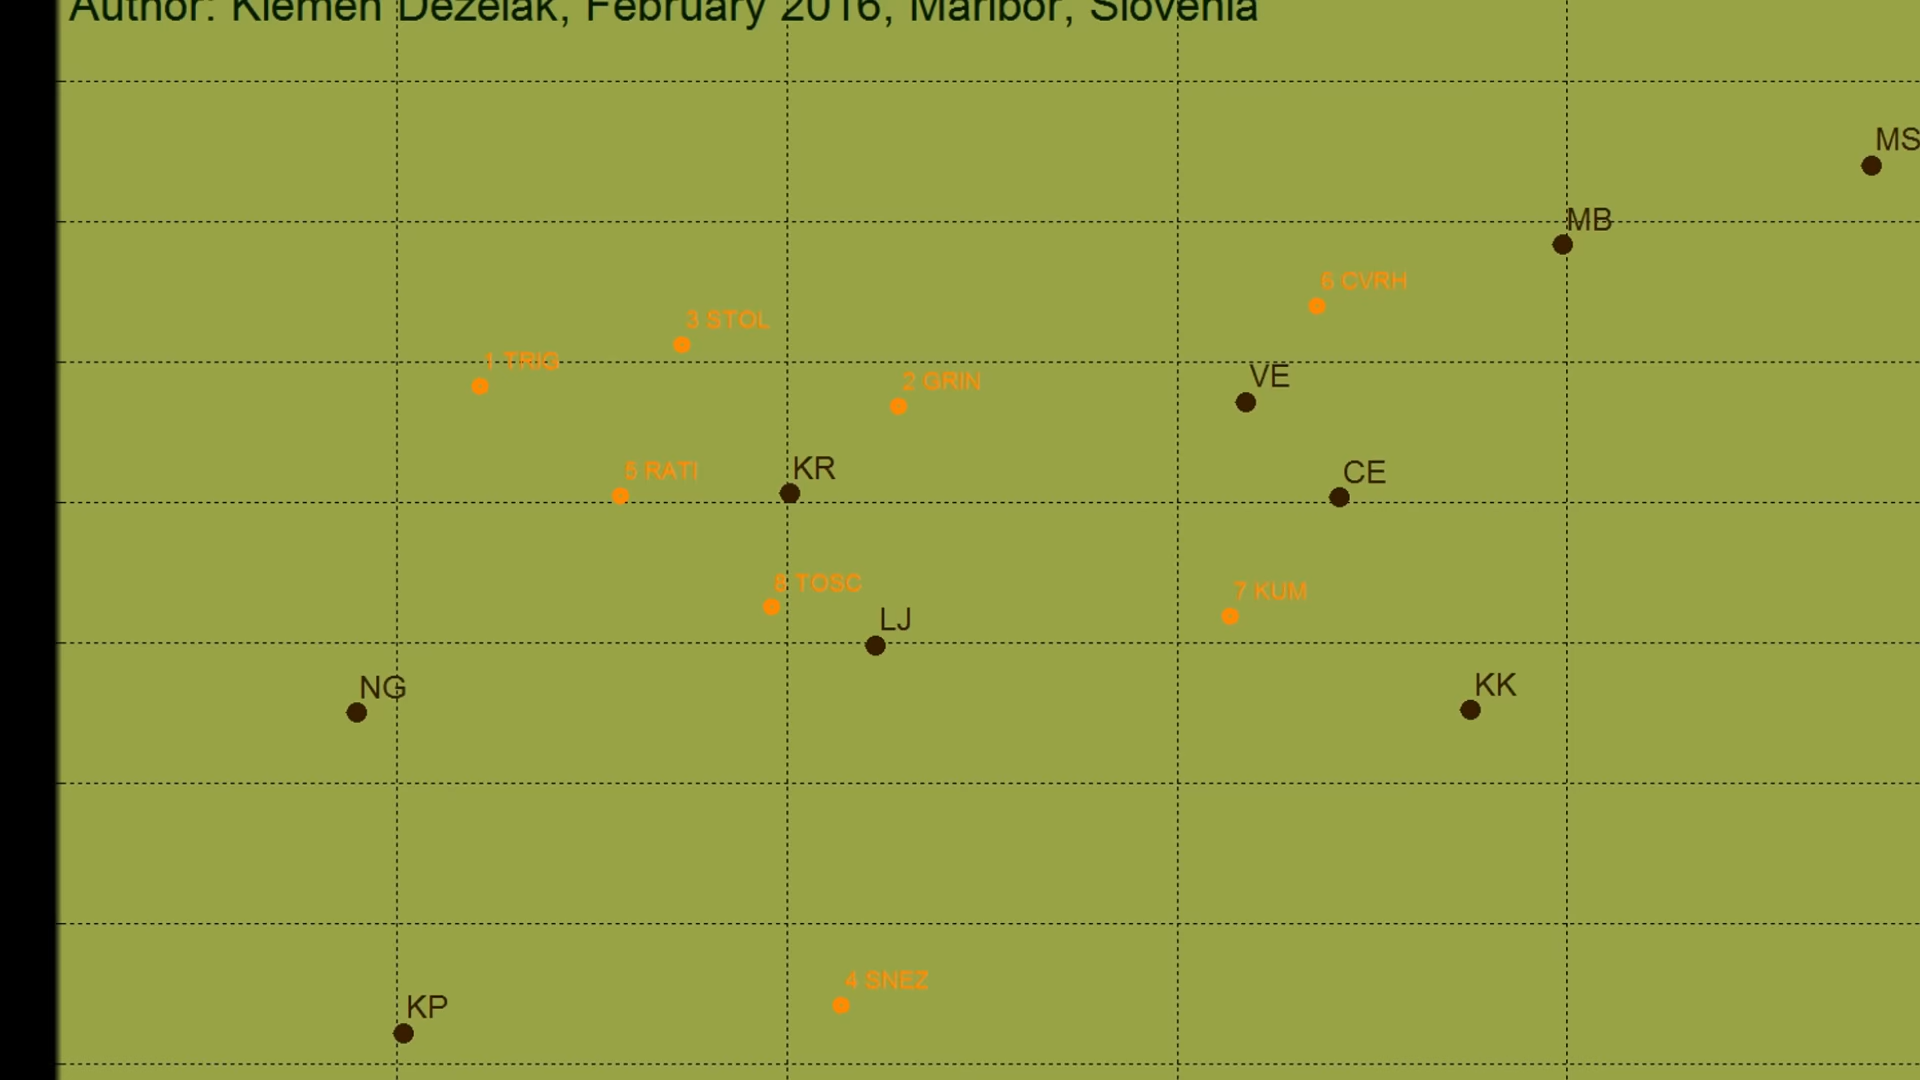 Author: Klemen Dezelak, February 2016, Maribor, Slovenia
MS
MB
6 CVRH
3 STOL
1 TRIG
VE
2 GRIN
KR
5 RATI
CE
8 TOSC
7 KUM
LJ
NG
KK
4 SNEZ
KP